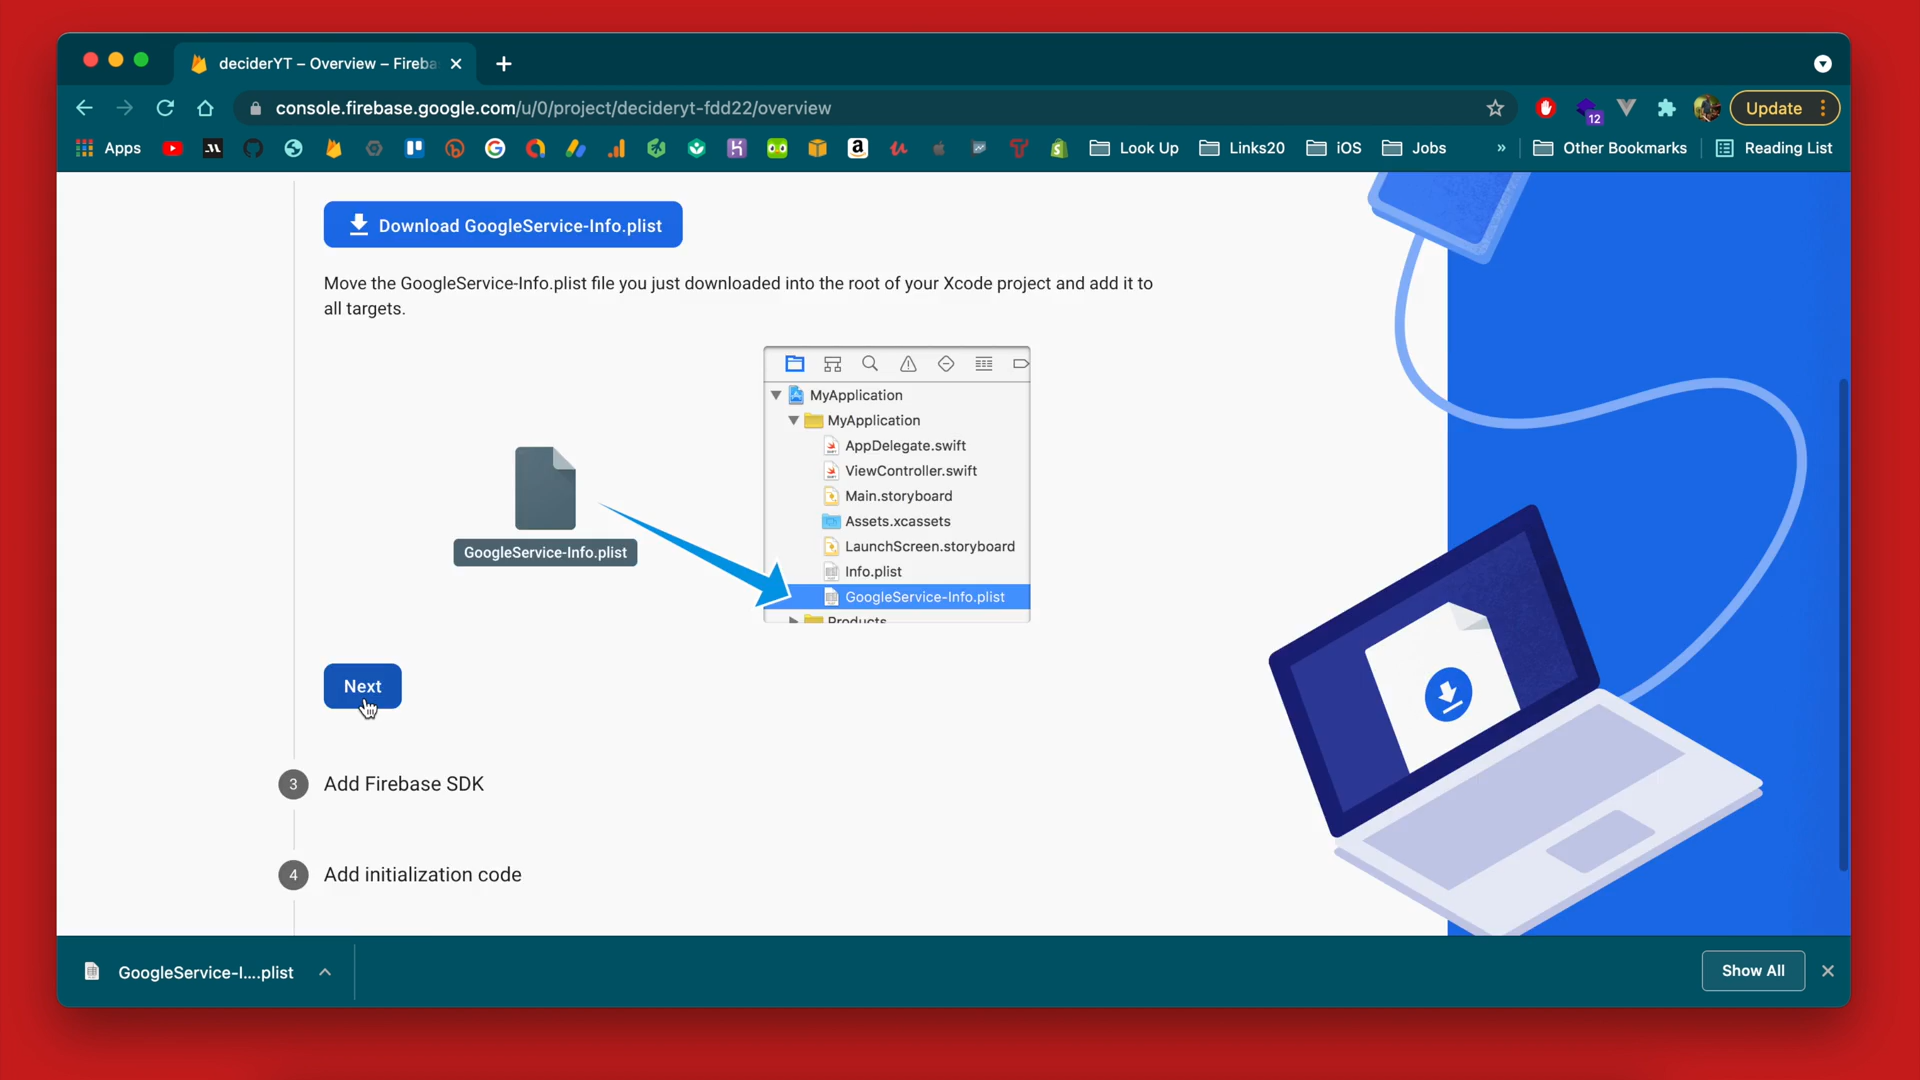 deciderYT – Overview – Fireba
console.firebase.google.com/u/0/project/decideryt-fdd22/overview
12
Update
Apps
Look Up
Links20
iOS
Jobs
»
Other Bookmarks
Reading List
Download GoogleService-Info.plist
Move the GoogleService-Info.plist file you just downloaded into the root of your Xcode project and add it to
all targets.
MyApplication
MyApplication
AppDelegate.swift
ViewController.swift
Main.storyboard
Assets.xcassets
LaunchScreen.storyboard
Info.plist
GoogleService-Info.plist
Products
GoogleService-Info.plist
Next
3 Add Firebase SDK
4 Add initialization code
GoogleService-I....plist
Show All